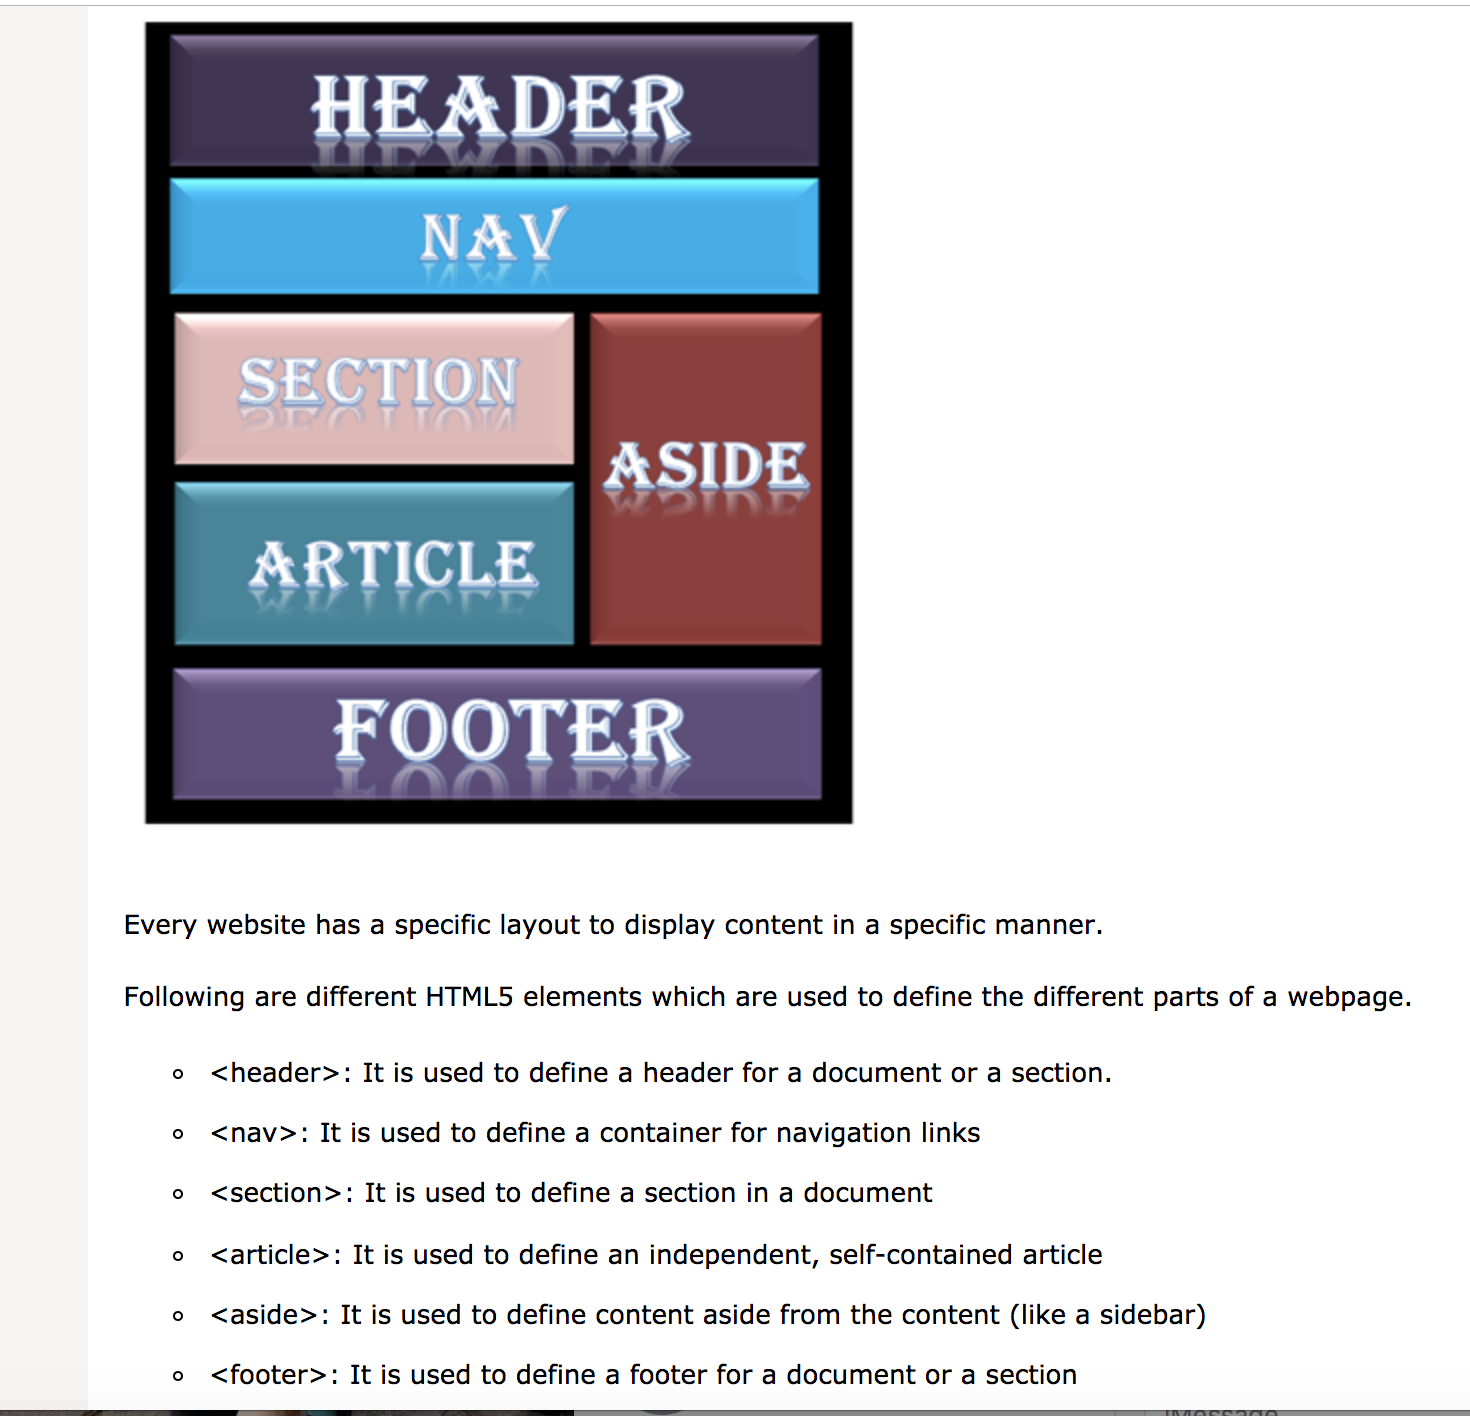 HEADER
NAV
SECTION
ASIDE
ARTICLE
FOOTER
Every website has a specific layout to display content in a specific manner.
Following are different HTML5 elements which are used to define the different parts of a webpage.
<header>: It is used to define a header for a document or a section.
<nav>: It is used to define a container for navigation links
<section>: It is used to define a section in a document
<article>: It is used to define an independent, self-contained article
<aside>: It is used to define content aside from the content (like a sidebar)
<footer>: It is used to define a footer for a document or a section